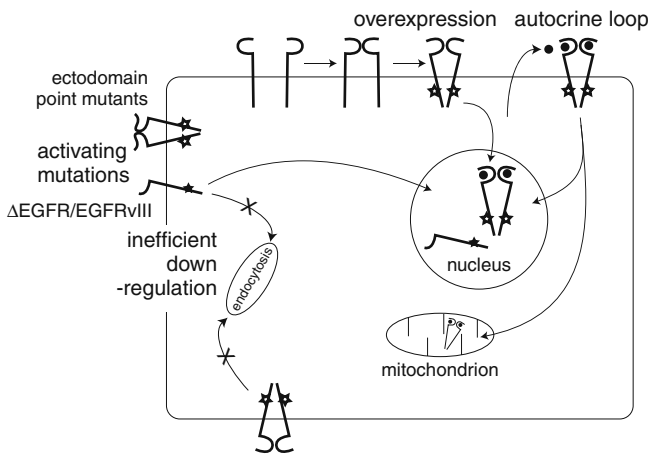 overexpression
autocrine loop
ectodomain
point mutants
activating
mutations
ΔEGFR/EGFRvIII
inefficient
down
-regulation
endocytosis
nucleus
mitochondrion